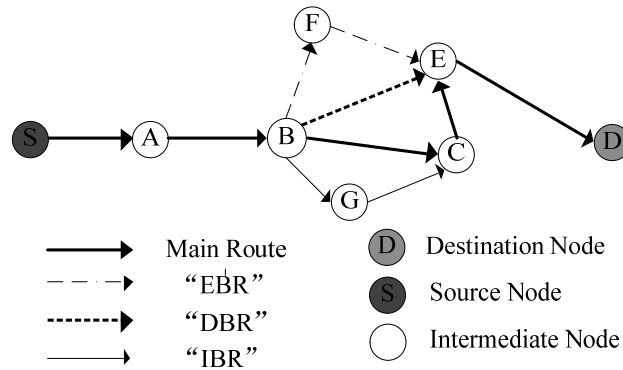 F
E
S
A
B
C
D
G
Main Route
D
Destination Node
“EBR”
S
Source Node
“DBR”
Intermediate Node
“IBR”